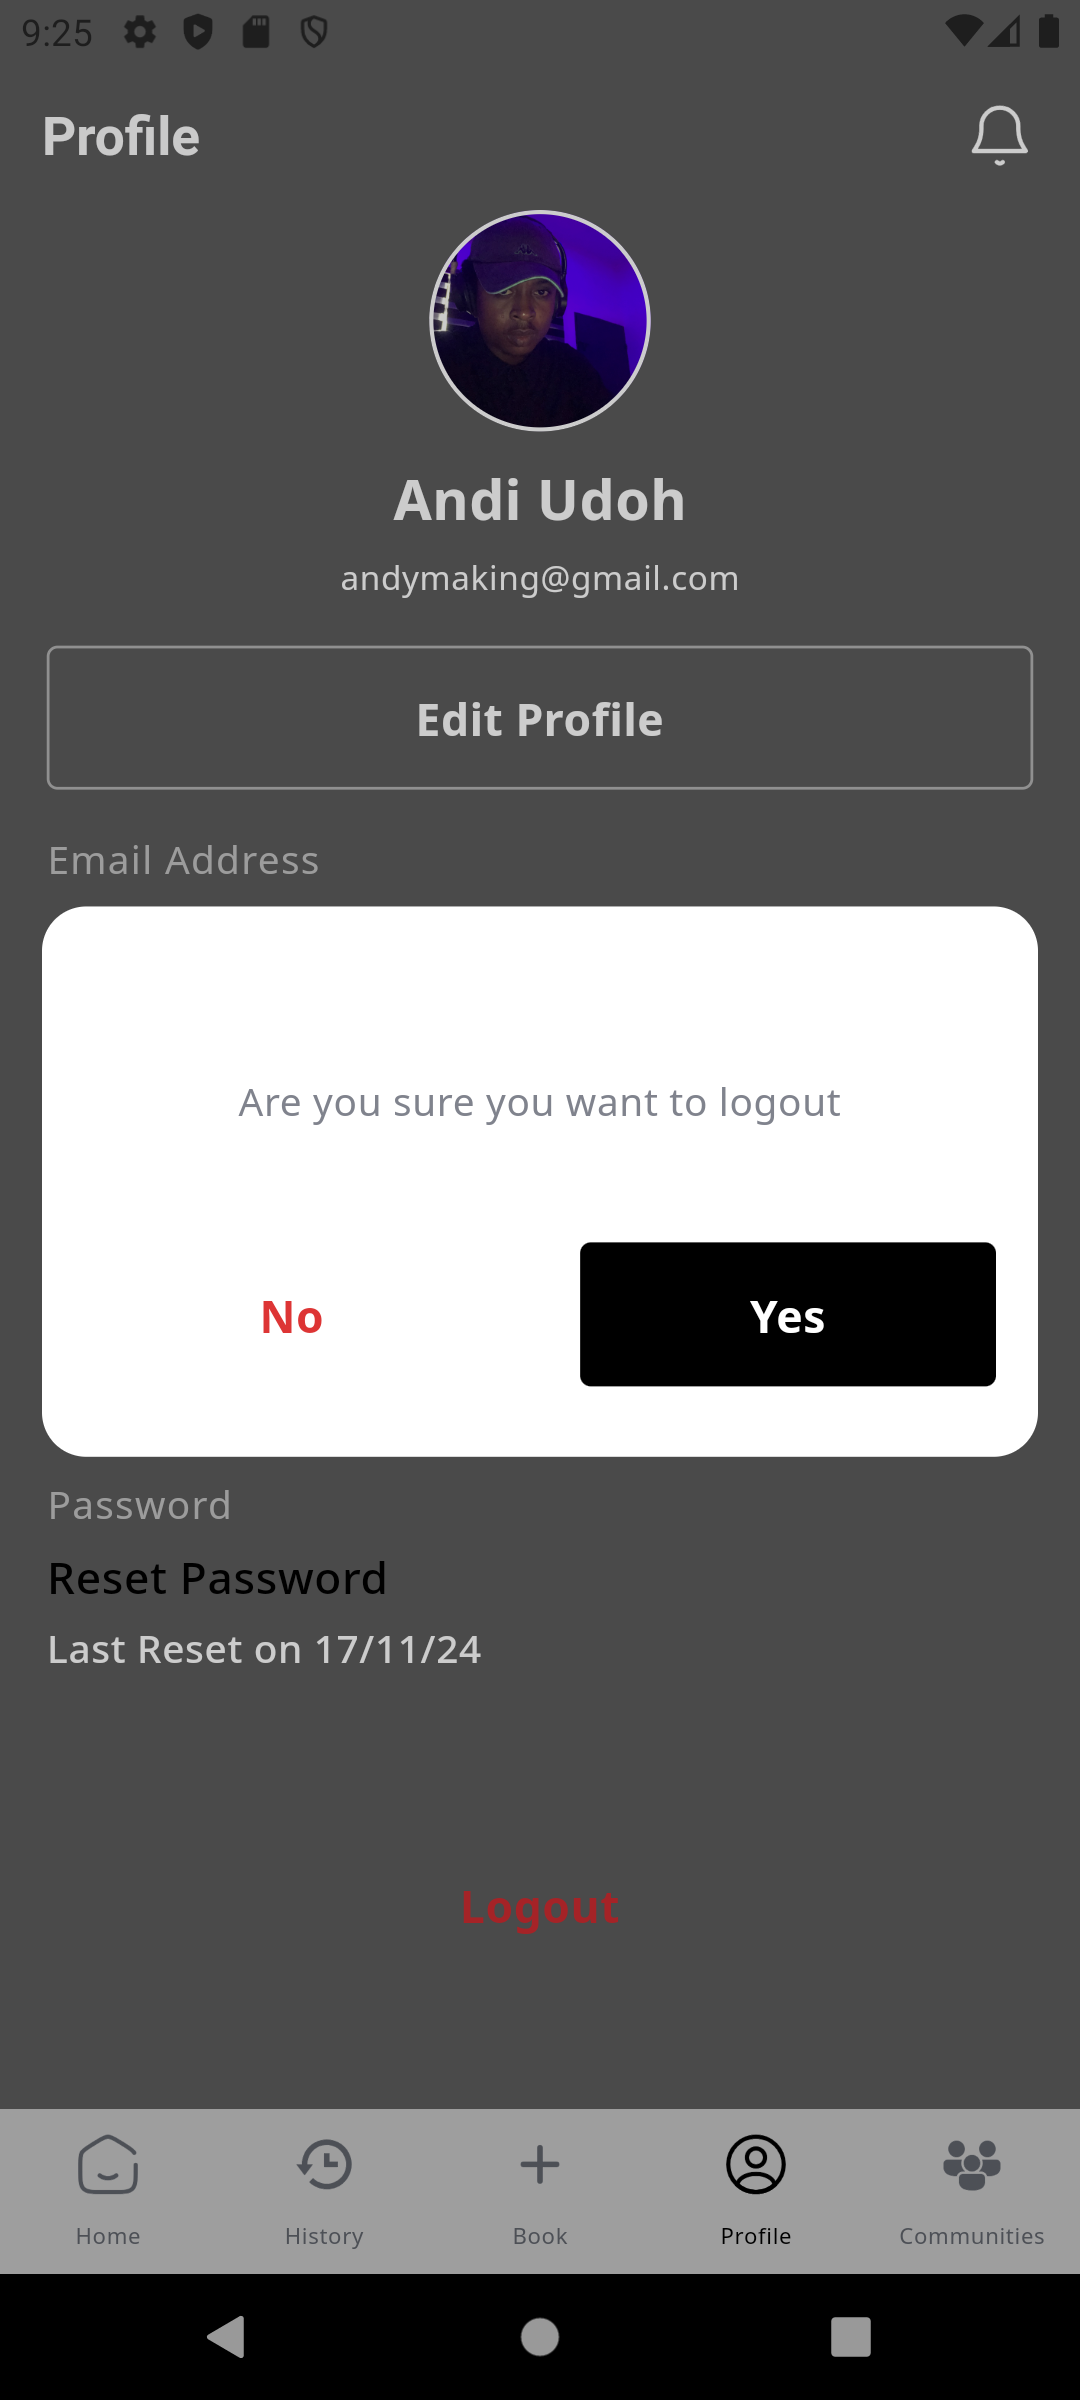 9:25
Profile
Andi Udoh
andymaking@gmail.com
Edit Profile
Email Address
Are you sure you want to logout
No
Yes
Password
Reset Password
Last Reset on 17/11/24
Logout
Home
History
Book
Profile
Communities